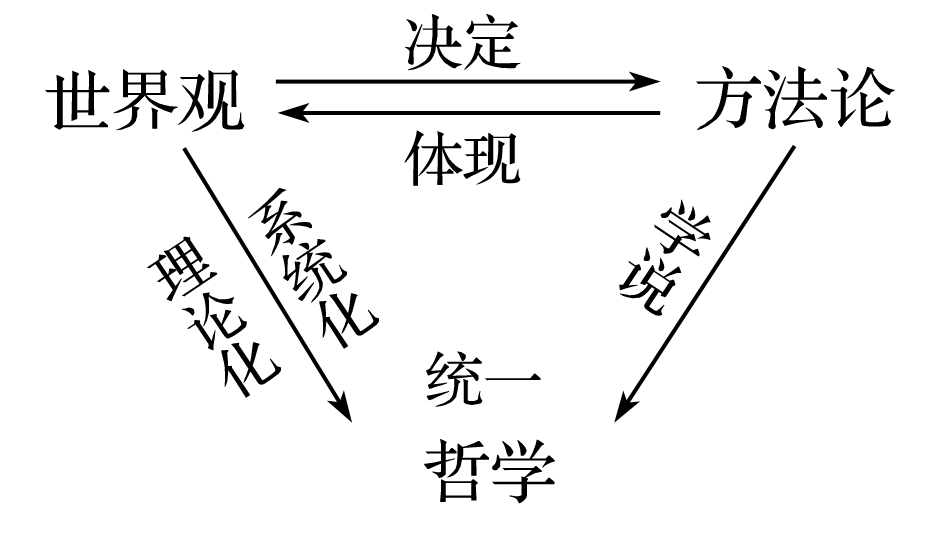 决定
世界观
方法论
体现
系统化
理论化
学说
统一
哲学